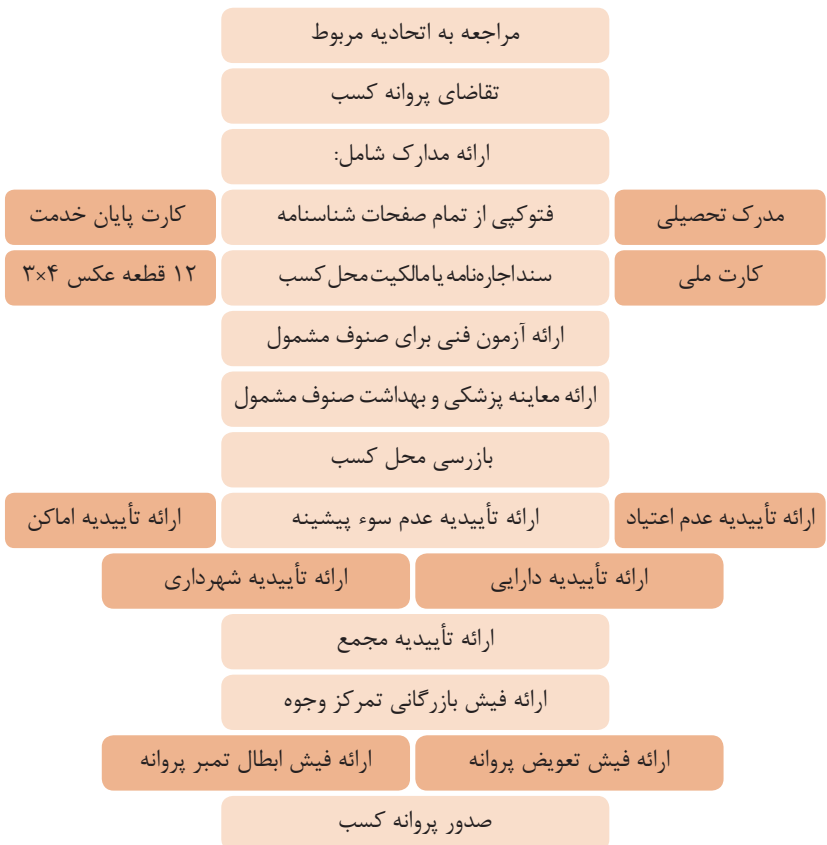 مراجعه به اتحادیه مربوط
تقاضای پروانه کسب
ارائه مدارک شامل:
مدرک تحصیلی
فتوکپی از تمام صفحات شناسنامه
کارت پایان خدمت
کارت ملی
سند اجاره‌نامه یا مالکیت محل کسب
۱۲ قطعه عکس ۴×۳
ارائه آزمون فنی برای صنوف مشمول
ارائه معاینه پزشکی و بهداشت صنوف مشمول
بازرسی محل کسب
ارائه تأییدیه عدم اعتیاد
ارائه تأییدیه عدم سوء پیشینه
ارائه تأییدیه اماکن
ارائه تأییدیه دارایی
ارائه تأییدیه شهرداری
ارائه تأییدیه مجمع
ارائه فیش بازرگانی تمرکز وجوه
ارائه فیش تعویض پروانه
ارائه فیش ابطال تمبر پروانه
صدور پروانه کسب